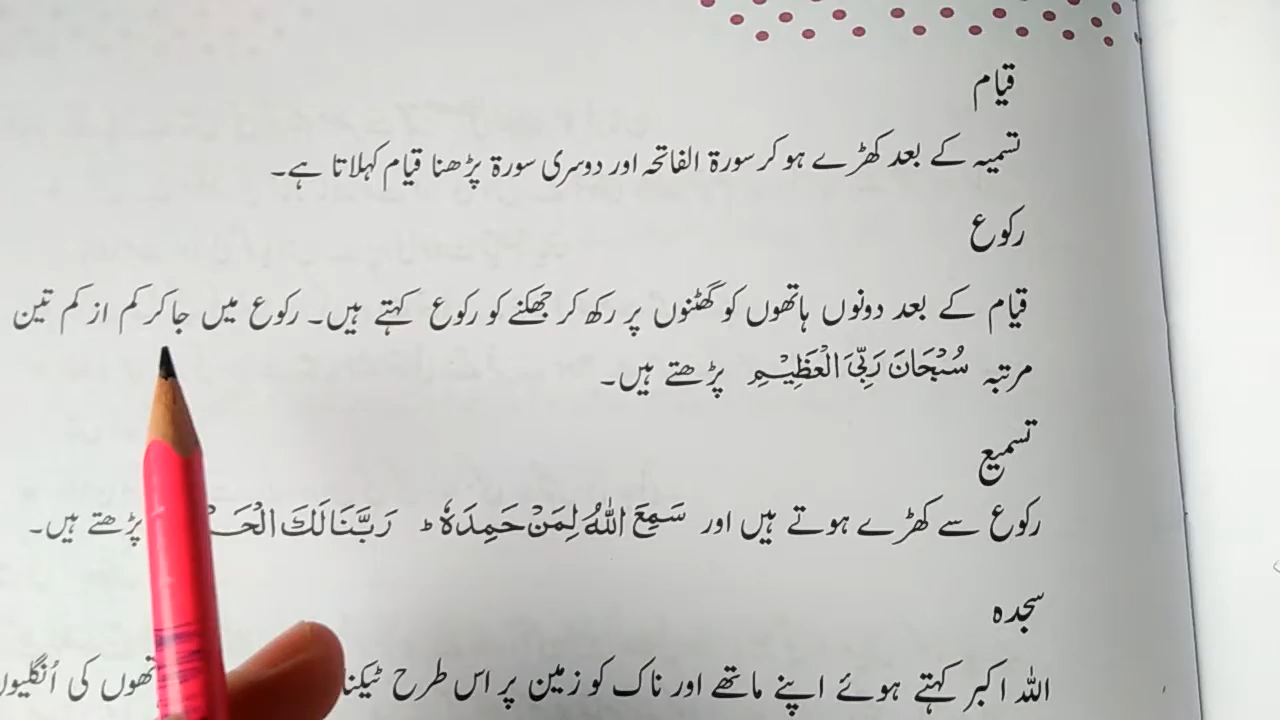 قیام
تسمیہ کے بعد کھڑے ہو کر سورۃ الفاتحہ اور دوسری سورۃ پڑھنا قیام کہلاتا ہے۔
رکوع
قیام کے بعد دونوں ہاتھوں کو گھٹنوں پر رکھ کر جھکنے کو رکوع کہتے ہیں۔ رکوع میں جا کر کم از کم تین
مرتبہ سُبْحَانَ رَبِّیَ الْعَظِیْمِ پڑھتے ہیں۔
تسمیع
رکوع سے کھڑے ہوتے ہیں اور سَمِعَ اللّٰهُ لِمَنْ حَمِدَهٗ ط رَبَّنَا لَكَ پڑھتے ہیں۔
سجدہ
اللہ اکبر کہتے ہوئے اپنے ماتھے اور ناک کو زمین پر اس طرح کی اُنگلیوں